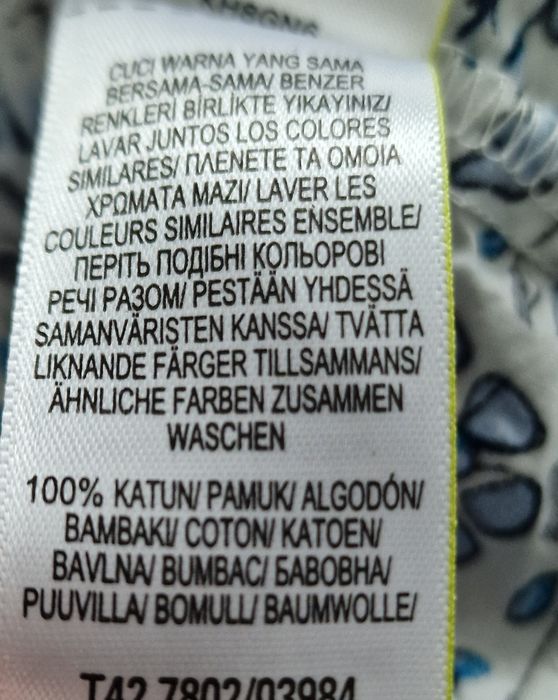 CUCI WARNA YANG SAMA
BERSAMA-SAMA/ BENZER
RENKLERİ BİRLİKTE YIKAYINIZ/
LAVAR JUNTOS LOS COLORES
SIMILARES/ ΠΛΕΝΕΤΕ ΤΑ ΟΜΟΙΑ
ΧΡΩΜΑΤΑ ΜΑΖΙ/ LAVER LES
COULEURS SIMILAIRES ENSEMBLE/
ПЕРІТЬ ПОДІБНІ КОЛЬОРОВІ
РЕЧІ РАЗОМ/ PESTÄÄN YHDESSÄ
SAMANVÄRISTEN KANSSA/ TVÄTTA
LIKNANDE FÄRGER TILLSAMMANS/
ÄHNLICHE FARBEN ZUSAMMEN
WASCHEN
100% KATUN/ PAMUK/ ALGODÓN/
BAMBAKI/ COTON/ KATOEN/
BAVLNA/ BUMBAC/ БАВОВНА/
PUUVILLA/ BOMULL/ BAUMWOLLE/
T42 7802/03984